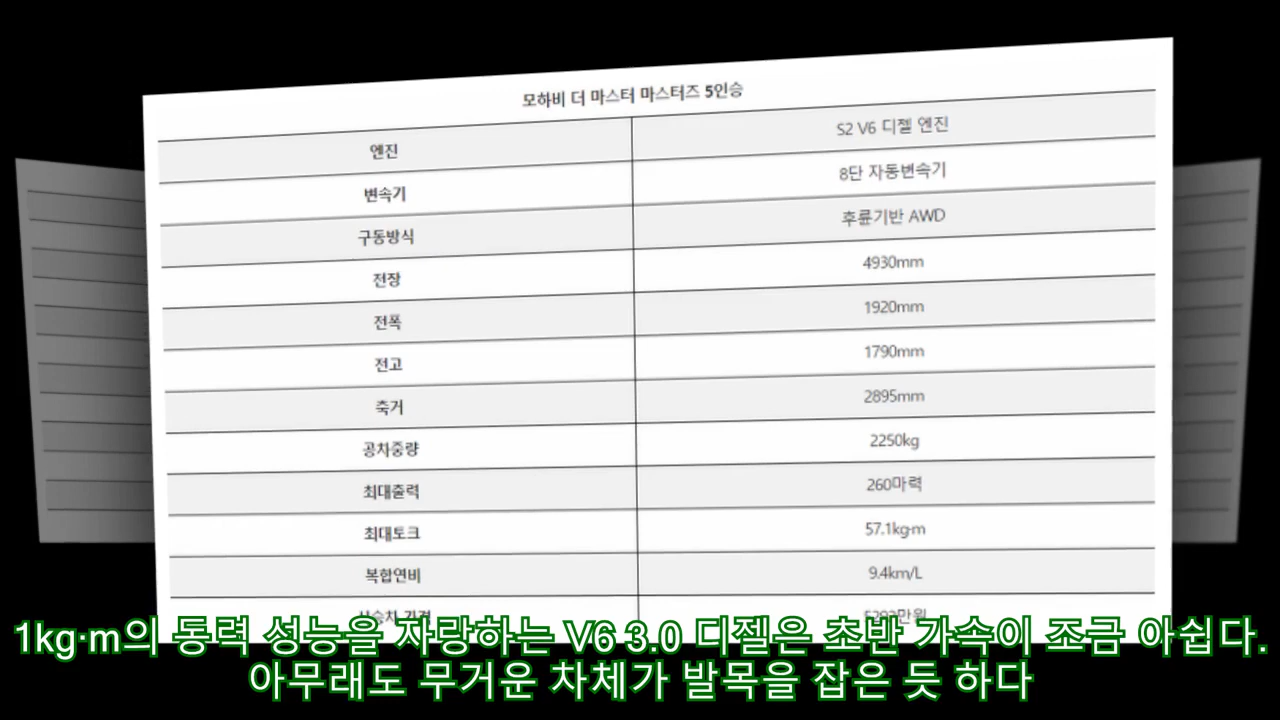 모하비 더 마스터 마스터즈 5인승
엔진 S2 V6 디젤 엔진
변속기 8단 자동변속기
구동방식 후륜기반 AWD
전장 4930mm
전폭 1920mm
전고 1790mm
축거 2895mm
공차중량 2250kg
최대출력 260마력
최대토크 57.1kg·m
복합연비 9.4km/L
가격
1kg·m의 동력 성능을 자랑하는 V6 3.0 디젤은 초반 가속이 조금 아쉽다.
아무래도 무거운 차체가 발목을 잡은 듯 하다